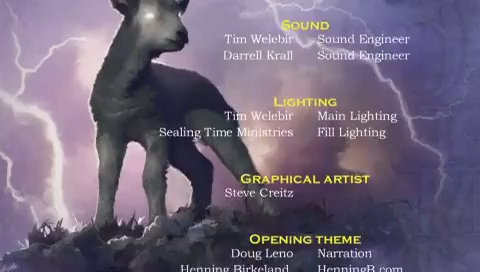 Sound
Tim Welebir Sound Engineer
Darrell Krall Sound Engineer
Lighting
Tim Welebir Main Lighting
Sealing Time Ministries Fill Lighting
Graphical artist
Steve Creitz
Opening theme
Doug Leno Narration
Henning Birkeland HenningB.com